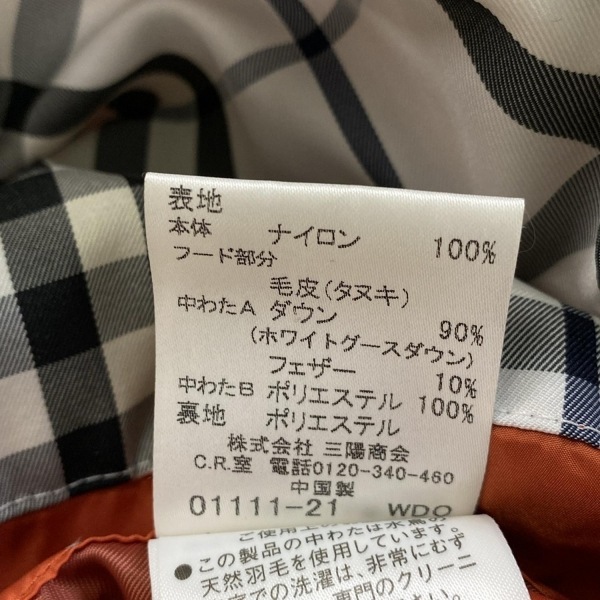 表地
本体 ナイロン 100%
フード部分
毛皮(タヌキ)
中わたA ダウン 90%
(ホワイトグースダウン)
フェザー 10%
中わたB ポリエステル 100%
裏地 ポリエステル
株式会社 三陽商会
C.R.室 電話0120-340-460
中国製
01111-21 WDO
●この製品の中わたは水鳥の
天然羽毛を使用しています。
の洗濯は、非常にむず
専門のクリーニ